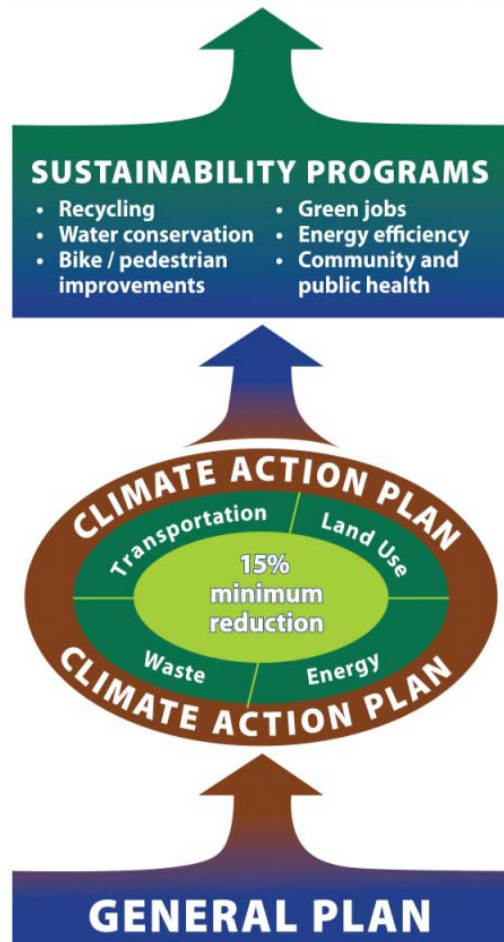 SUSTAINABILITY PROGRAMS
• Recycling
• Water conservation
• Bike / pedestrian
improvements
• Green jobs
• Energy efficiency
• Community and
public health
CLIMATE ACTION PLAN
Transportation
Land Use
15%
minimum
reduction
Waste
Energy
CLIMATE ACTION PLAN
GENERAL PLAN